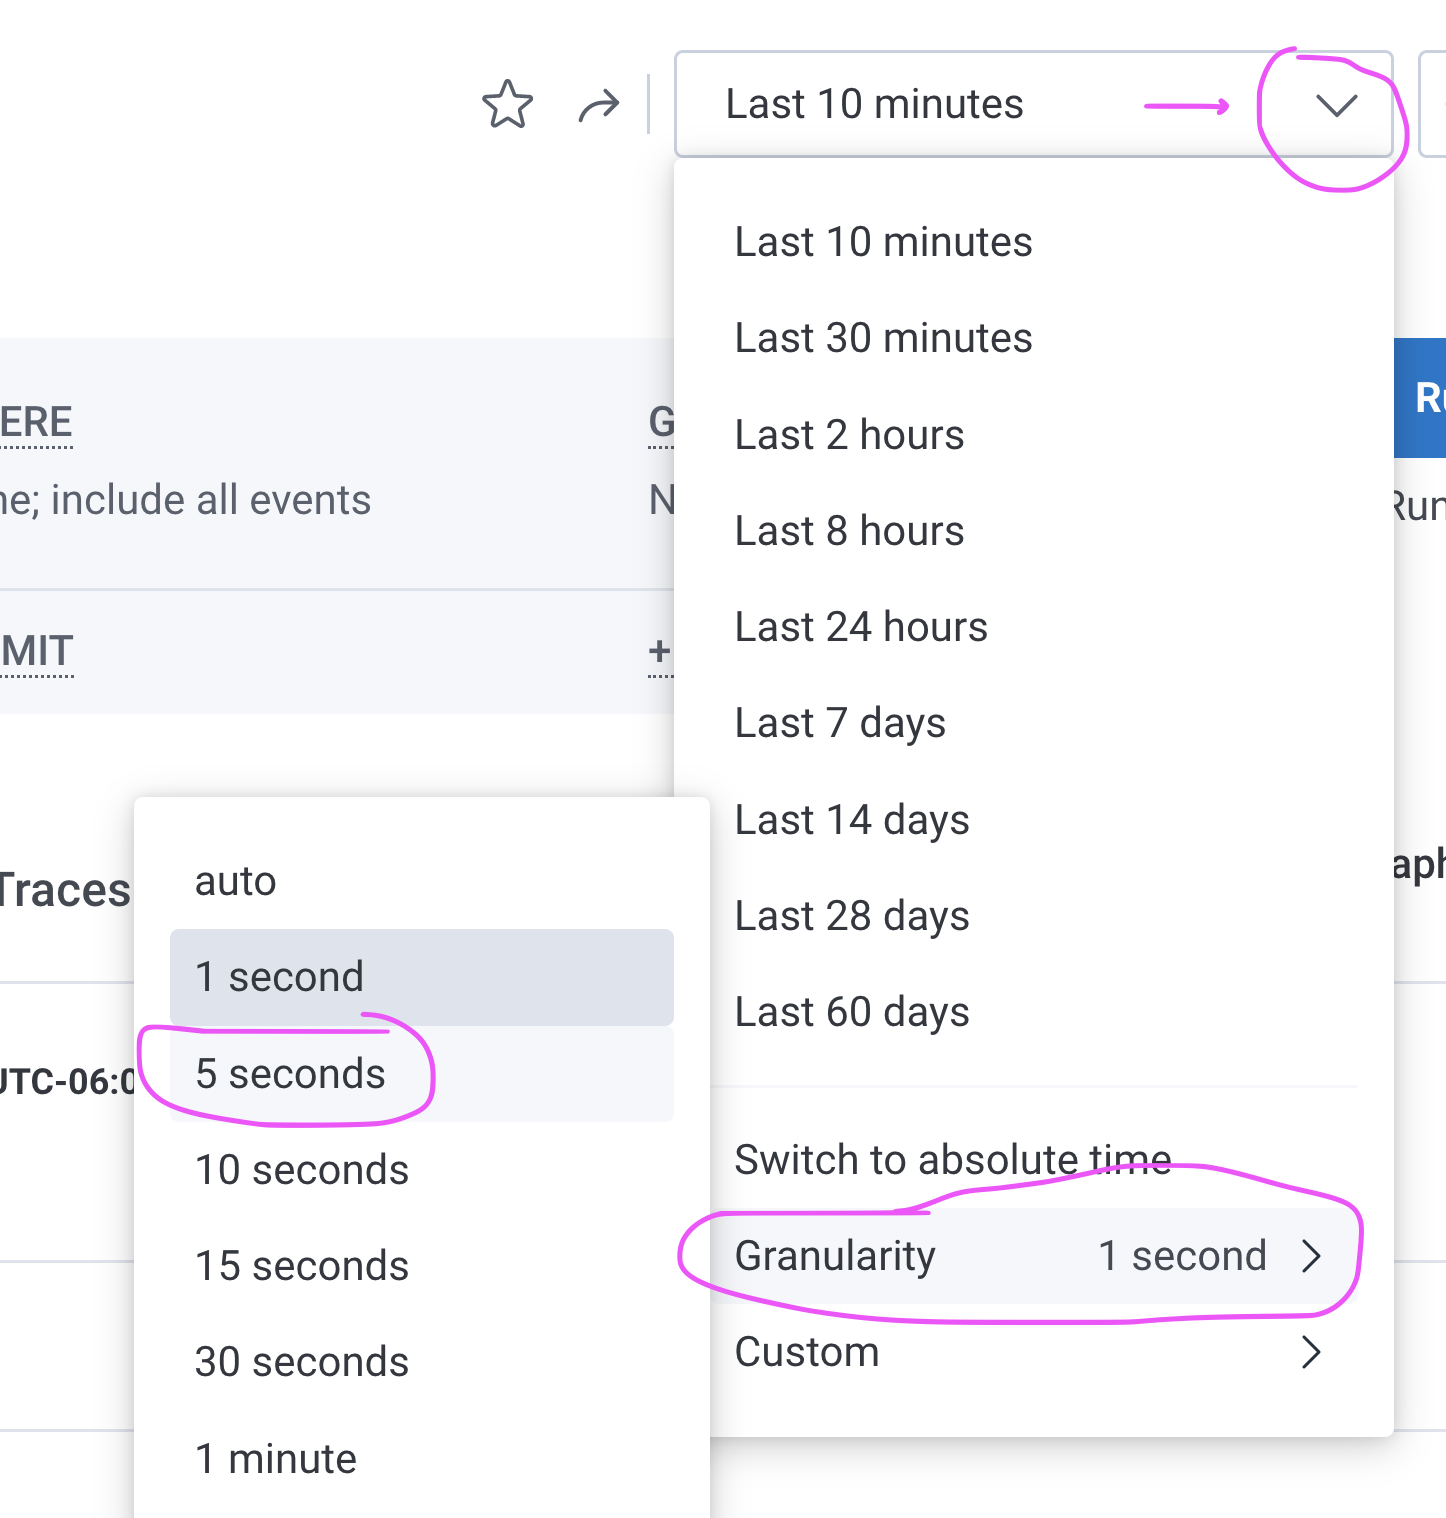 Last 10 minutes
Last 10 minutes
Last 30 minutes
Last 2 hours
Last 8 hours
Last 24 hours
Last 7 days
Last 14 days
Last 28 days
Last 60 days
Switch to absolute time
Granularity 1 second
Custom
ERE
G
ne; include all events
N
MIT
+
Ru
Run
Traces
aph
UTC-06:0
auto
1 second
5 seconds
10 seconds
15 seconds
30 seconds
1 minute